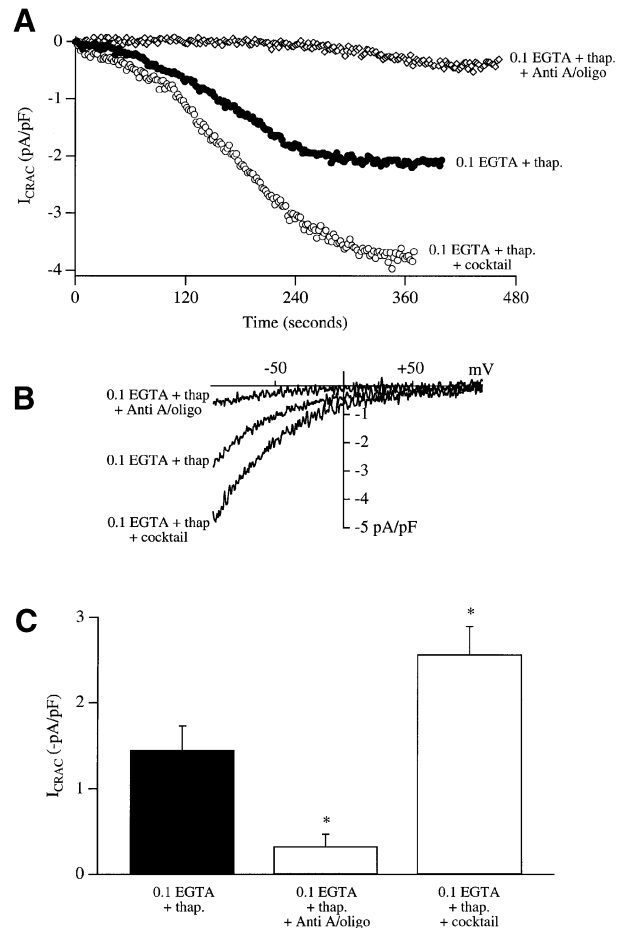 A
0
-1
-2
-3
-4
I_CRAC (pA/pF)
0.1 EGTA + thap.
+ Anti A/oligo
0.1 EGTA + thap.
0.1 EGTA + thap.
+ cocktail
0
120
240
360
480
Time (seconds)
B
-50
+50
mV
0.1 EGTA + thap
+ Anti A/oligo
0.1 EGTA + thap
0.1 EGTA + thap
+ cocktail
-1
-2
-3
-4
-5 pA/pF
C
3
2
1
0
I_CRAC (-pA/pF)
*
*
0.1 EGTA
+ thap.
0.1 EGTA
+ thap.
+ Anti A/oligo
0.1 EGTA
+ thap.
+ cocktail